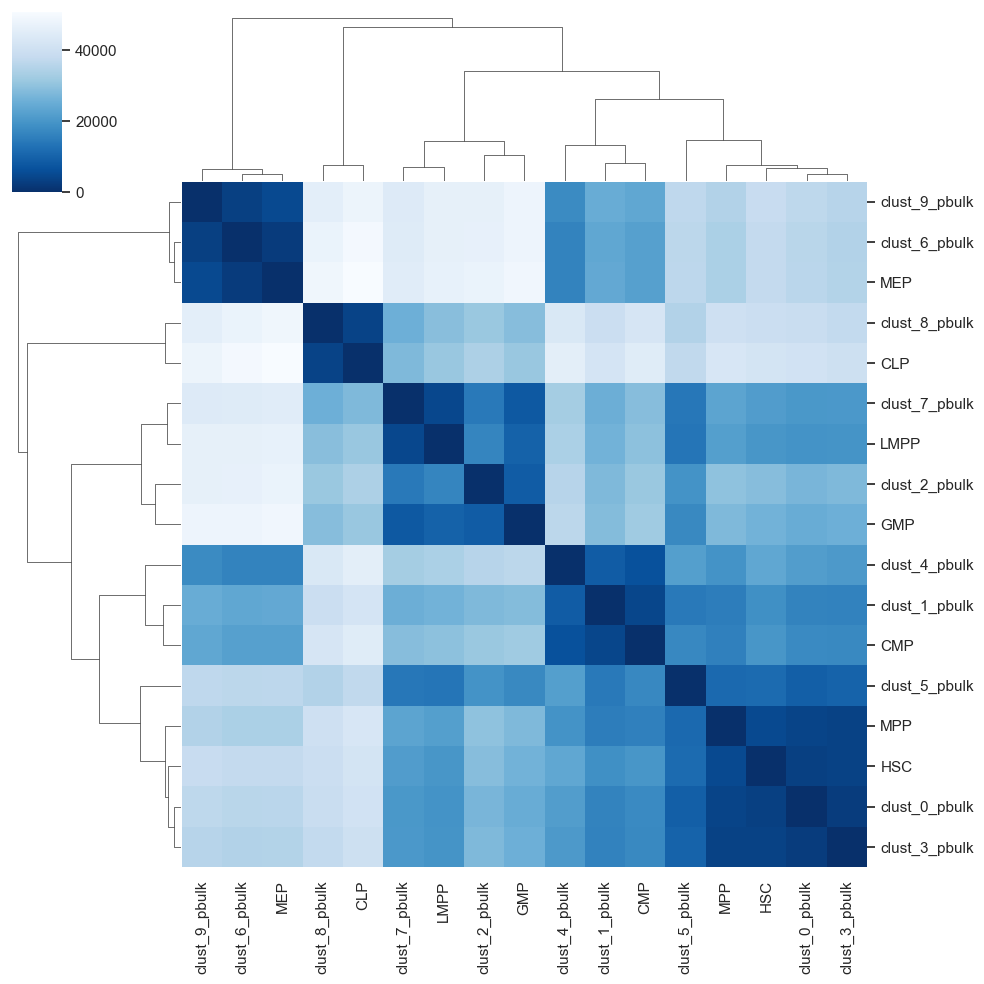 40000
20000
0
clust_9_pbulk
clust_6_pbulk
MEP
clust_8_pbulk
CLP
clust_7_pbulk
LMPP
clust_2_pbulk
GMP
clust_4_pbulk
clust_1_pbulk
CMP
clust_5_pbulk
MPP
HSC
clust_0_pbulk
clust_3_pbulk
clust_9_pbulk
clust_6_pbulk
MEP
clust_8_pbulk
CLP
clust_7_pbulk
LMPP
clust_2_pbulk
GMP
clust_4_pbulk
clust_1_pbulk
CMP
clust_5_pbulk
MPP
HSC
clust_0_pbulk
clust_3_pbulk